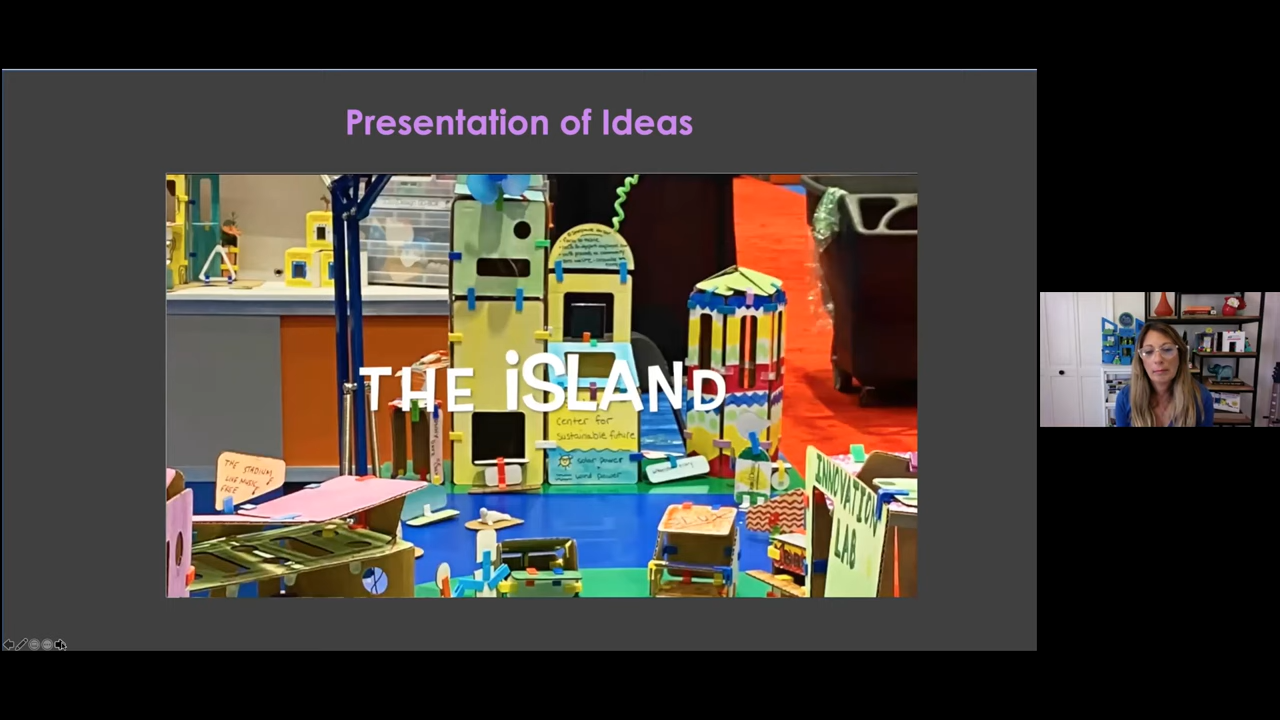 Presentation of Ideas
THE iSLAND
center for
sustainable future
solar power
wind power
THE STADIUM
LIVE MUSIC
FREE
INNOVATION
LAB